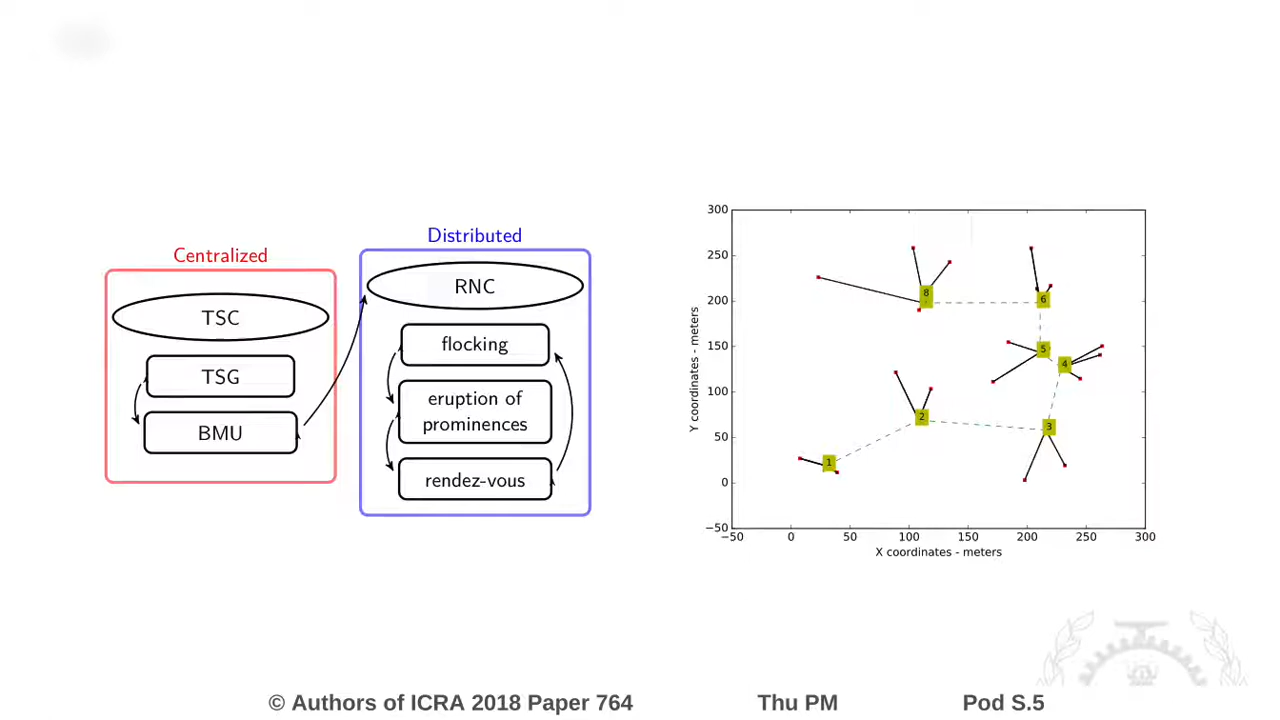 Centralized
TSC
TSG
BMU
Distributed
RNC
flocking
eruption of
prominences
rendez-vous
300
250
200
150
100
50
0
−50
−50 0 50 100 150 200 250 300
Y coordinates - meters
X coordinates - meters
8
6
5
4
2
3
1
© Authors of ICRA 2018 Paper 764 Thu PM Pod S.5